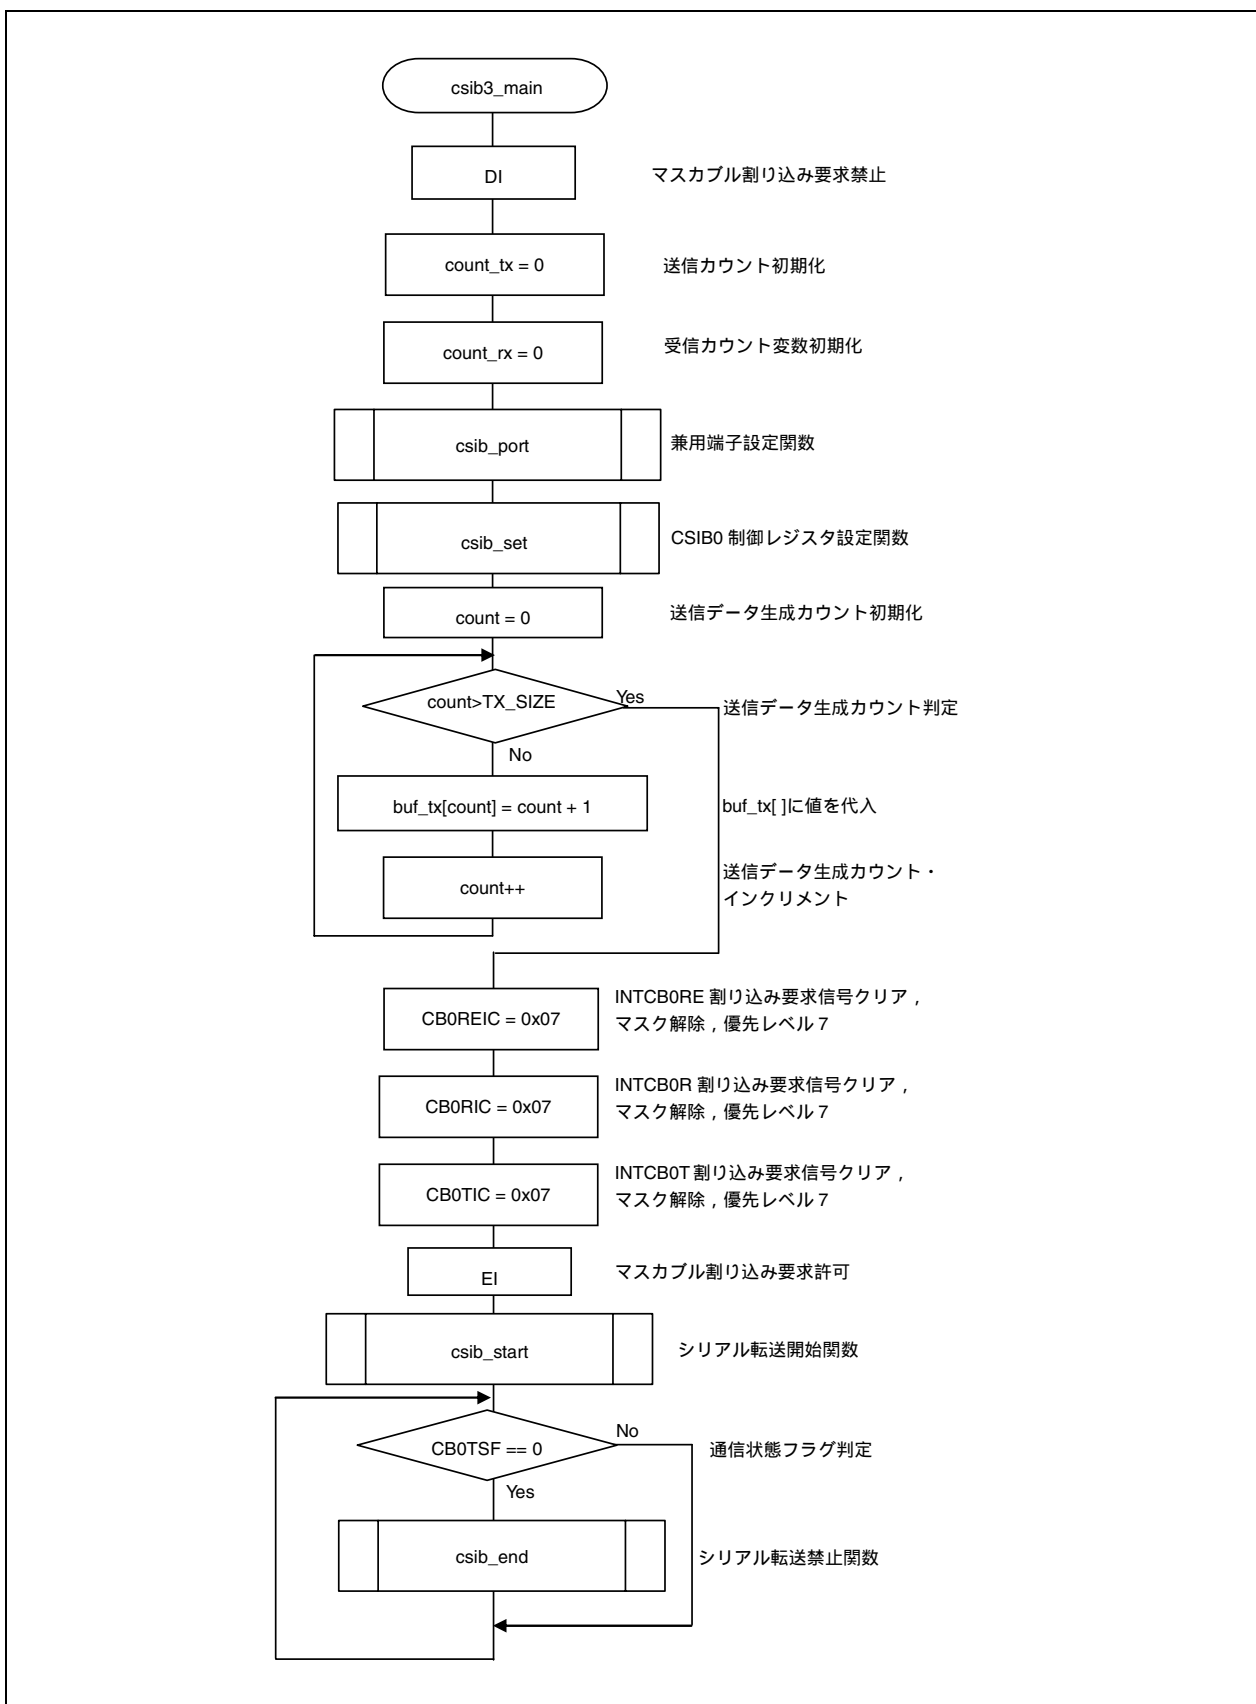 csib3_main
DI
マスカブル割り込み要求禁止
count_tx = 0
送信カウント初期化
count_rx = 0
受信カウント変数初期化
csib_port
兼用端子設定関数
csib_set
CSIB0 制御レジスタ設定関数
count = 0
送信データ生成カウント初期化
count>TX_SIZE
Yes
送信データ生成カウント判定
No
buf_tx[count] = count + 1
buf_tx[ ]に値を代入
count++
送信データ生成カウント・
インクリメント
CB0REIC = 0x07
INTCB0RE 割り込み要求信号クリア，
マスク解除，優先レベル7
CB0RIC = 0x07
INTCB0R 割り込み要求信号クリア，
マスク解除，優先レベル7
CB0TIC = 0x07
INTCB0T 割り込み要求信号クリア，
マスク解除，優先レベル7
EI
マスカブル割り込み要求許可
csib_start
シリアル転送開始関数
CB0TSF == 0
No
通信状態フラグ判定
Yes
csib_end
シリアル転送禁止関数